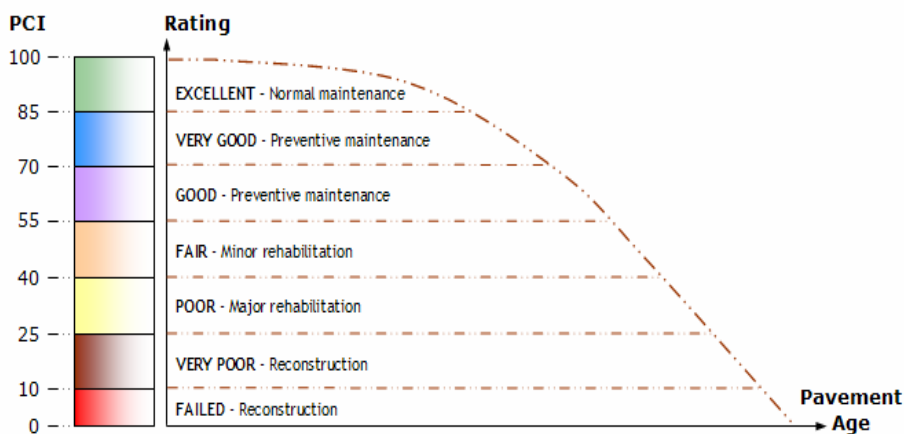 PCI
Rating
100
EXCELLENT - Normal maintenance
85
VERY GOOD - Preventive maintenance
70
GOOD - Preventive maintenance
55
FAIR - Minor rehabilitation
40
POOR - Major rehabilitation
25
VERY POOR - Reconstruction
10
FAILED - Reconstruction
0
Pavement
Age